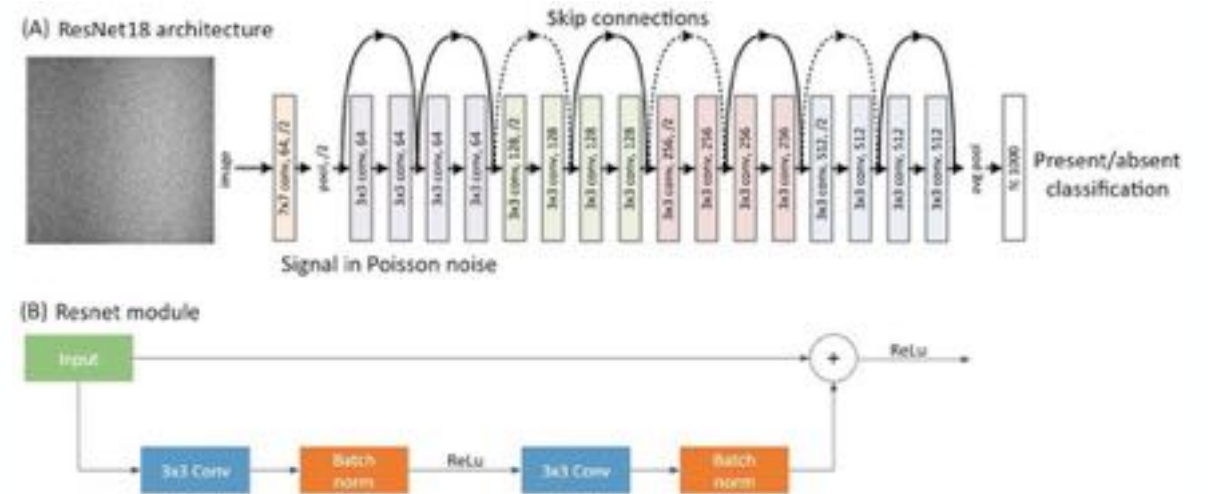 (A) ResNet18 architecture
Skip connections
image
7x7 conv, 64, /2
pool, /2
3x3 conv, 64
3x3 conv, 64
3x3 conv, 64
3x3 conv, 64
3x3 conv, 128, /2
3x3 conv, 128
3x3 conv, 128
3x3 conv, 128
3x3 conv, 256, /2
3x3 conv, 256
3x3 conv, 256
3x3 conv, 256
3x3 conv, 512, /2
3x3 conv, 512
3x3 conv, 512
3x3 conv, 512
avg pool
1000
Present/absent
classification
Signal in Poisson noise
(B) Resnet module
Input
+
ReLu
3x3 Conv
Batch
norm
ReLu
3x3 Conv
Batch
norm